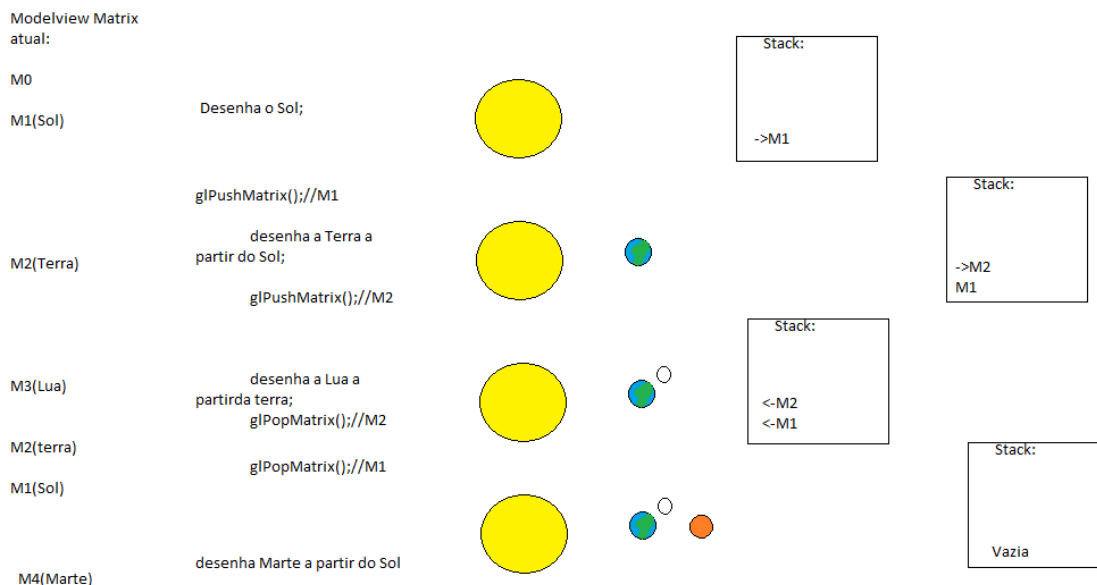 Modelview Matrix
atual:
M0
M1(Sol)
Desenha o Sol;
Stack:
->M1
glPushMatrix();//M1
desenha a Terra a
partir do Sol;
M2(Terra)
glPushMatrix();//M2
Stack:
->M2
M1
M3(Lua)
desenha a Lua a
partirda terra;
glPopMatrix();//M2
Stack:
<-M2
<-M1
M2(terra)
glPopMatrix();//M1
M1(Sol)
Stack:
Vazia
desenha Marte a partir do Sol
M4(Marte)